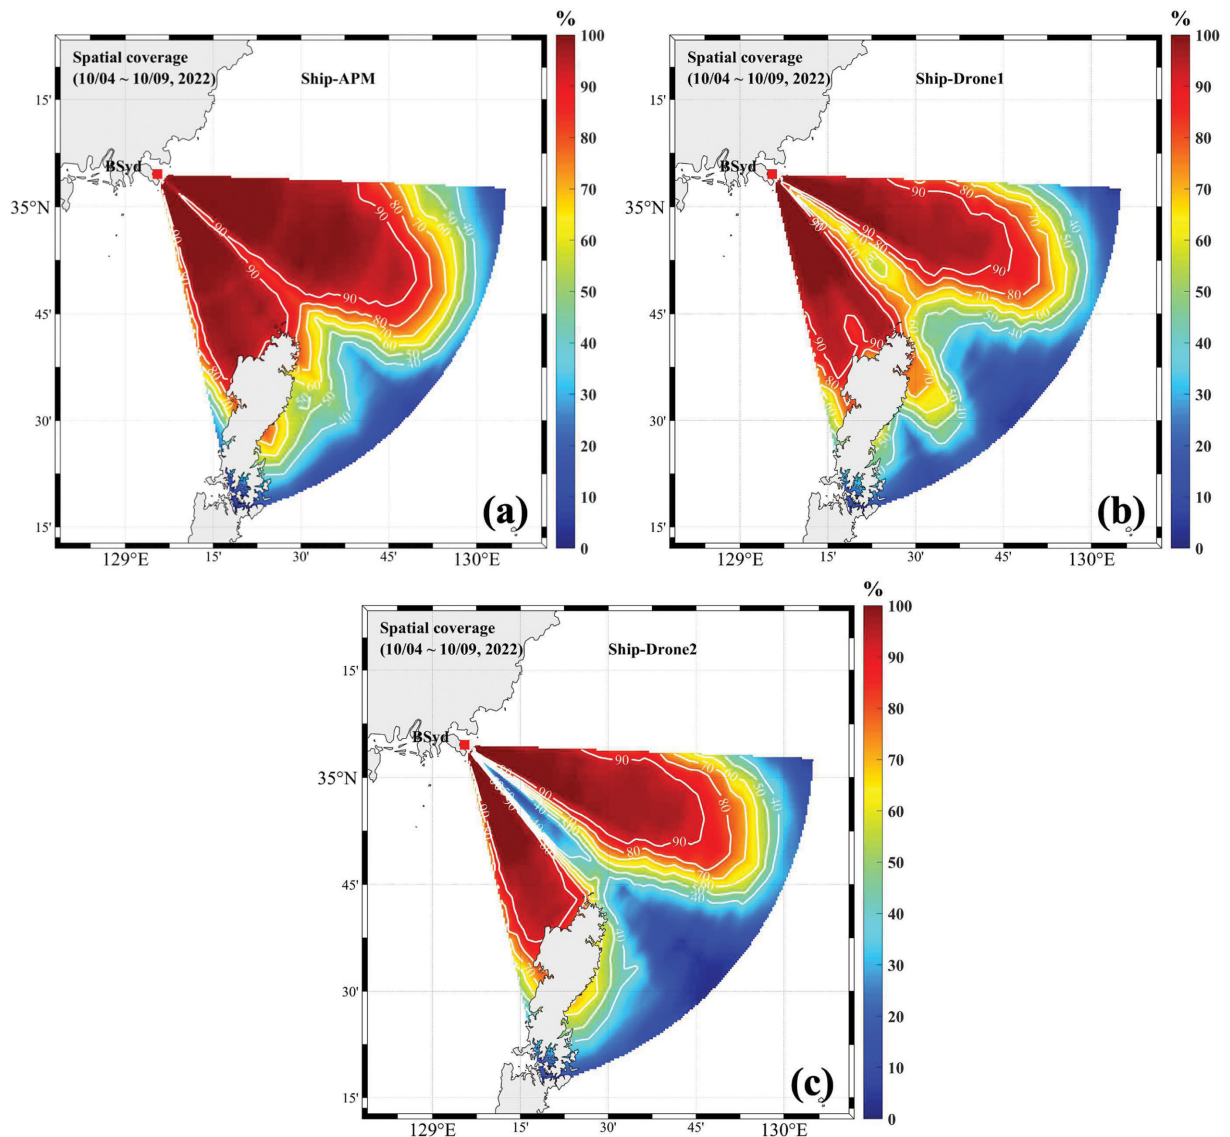 %
Spatial coverage
(10/04 ~ 10/09, 2022)
Ship-APM
BSyd
15'
35°N
45'
30'
15'
129°E
15'
30'
45'
130°E
100
90
80
70
60
50
40
30
20
10
0
(a)
%
Spatial coverage
(10/04 ~ 10/09, 2022)
Ship-Drone1
BSyd
15'
35°N
45'
30'
15'
129°E
15'
30'
45'
130°E
100
90
80
70
60
50
40
30
20
10
0
(b)
%
Spatial coverage
(10/04 ~ 10/09, 2022)
Ship-Drone2
BSyd
15'
35°N
45'
30'
15'
129°E
15'
30'
45'
130°E
100
90
80
70
60
50
40
30
20
10
0
(c)